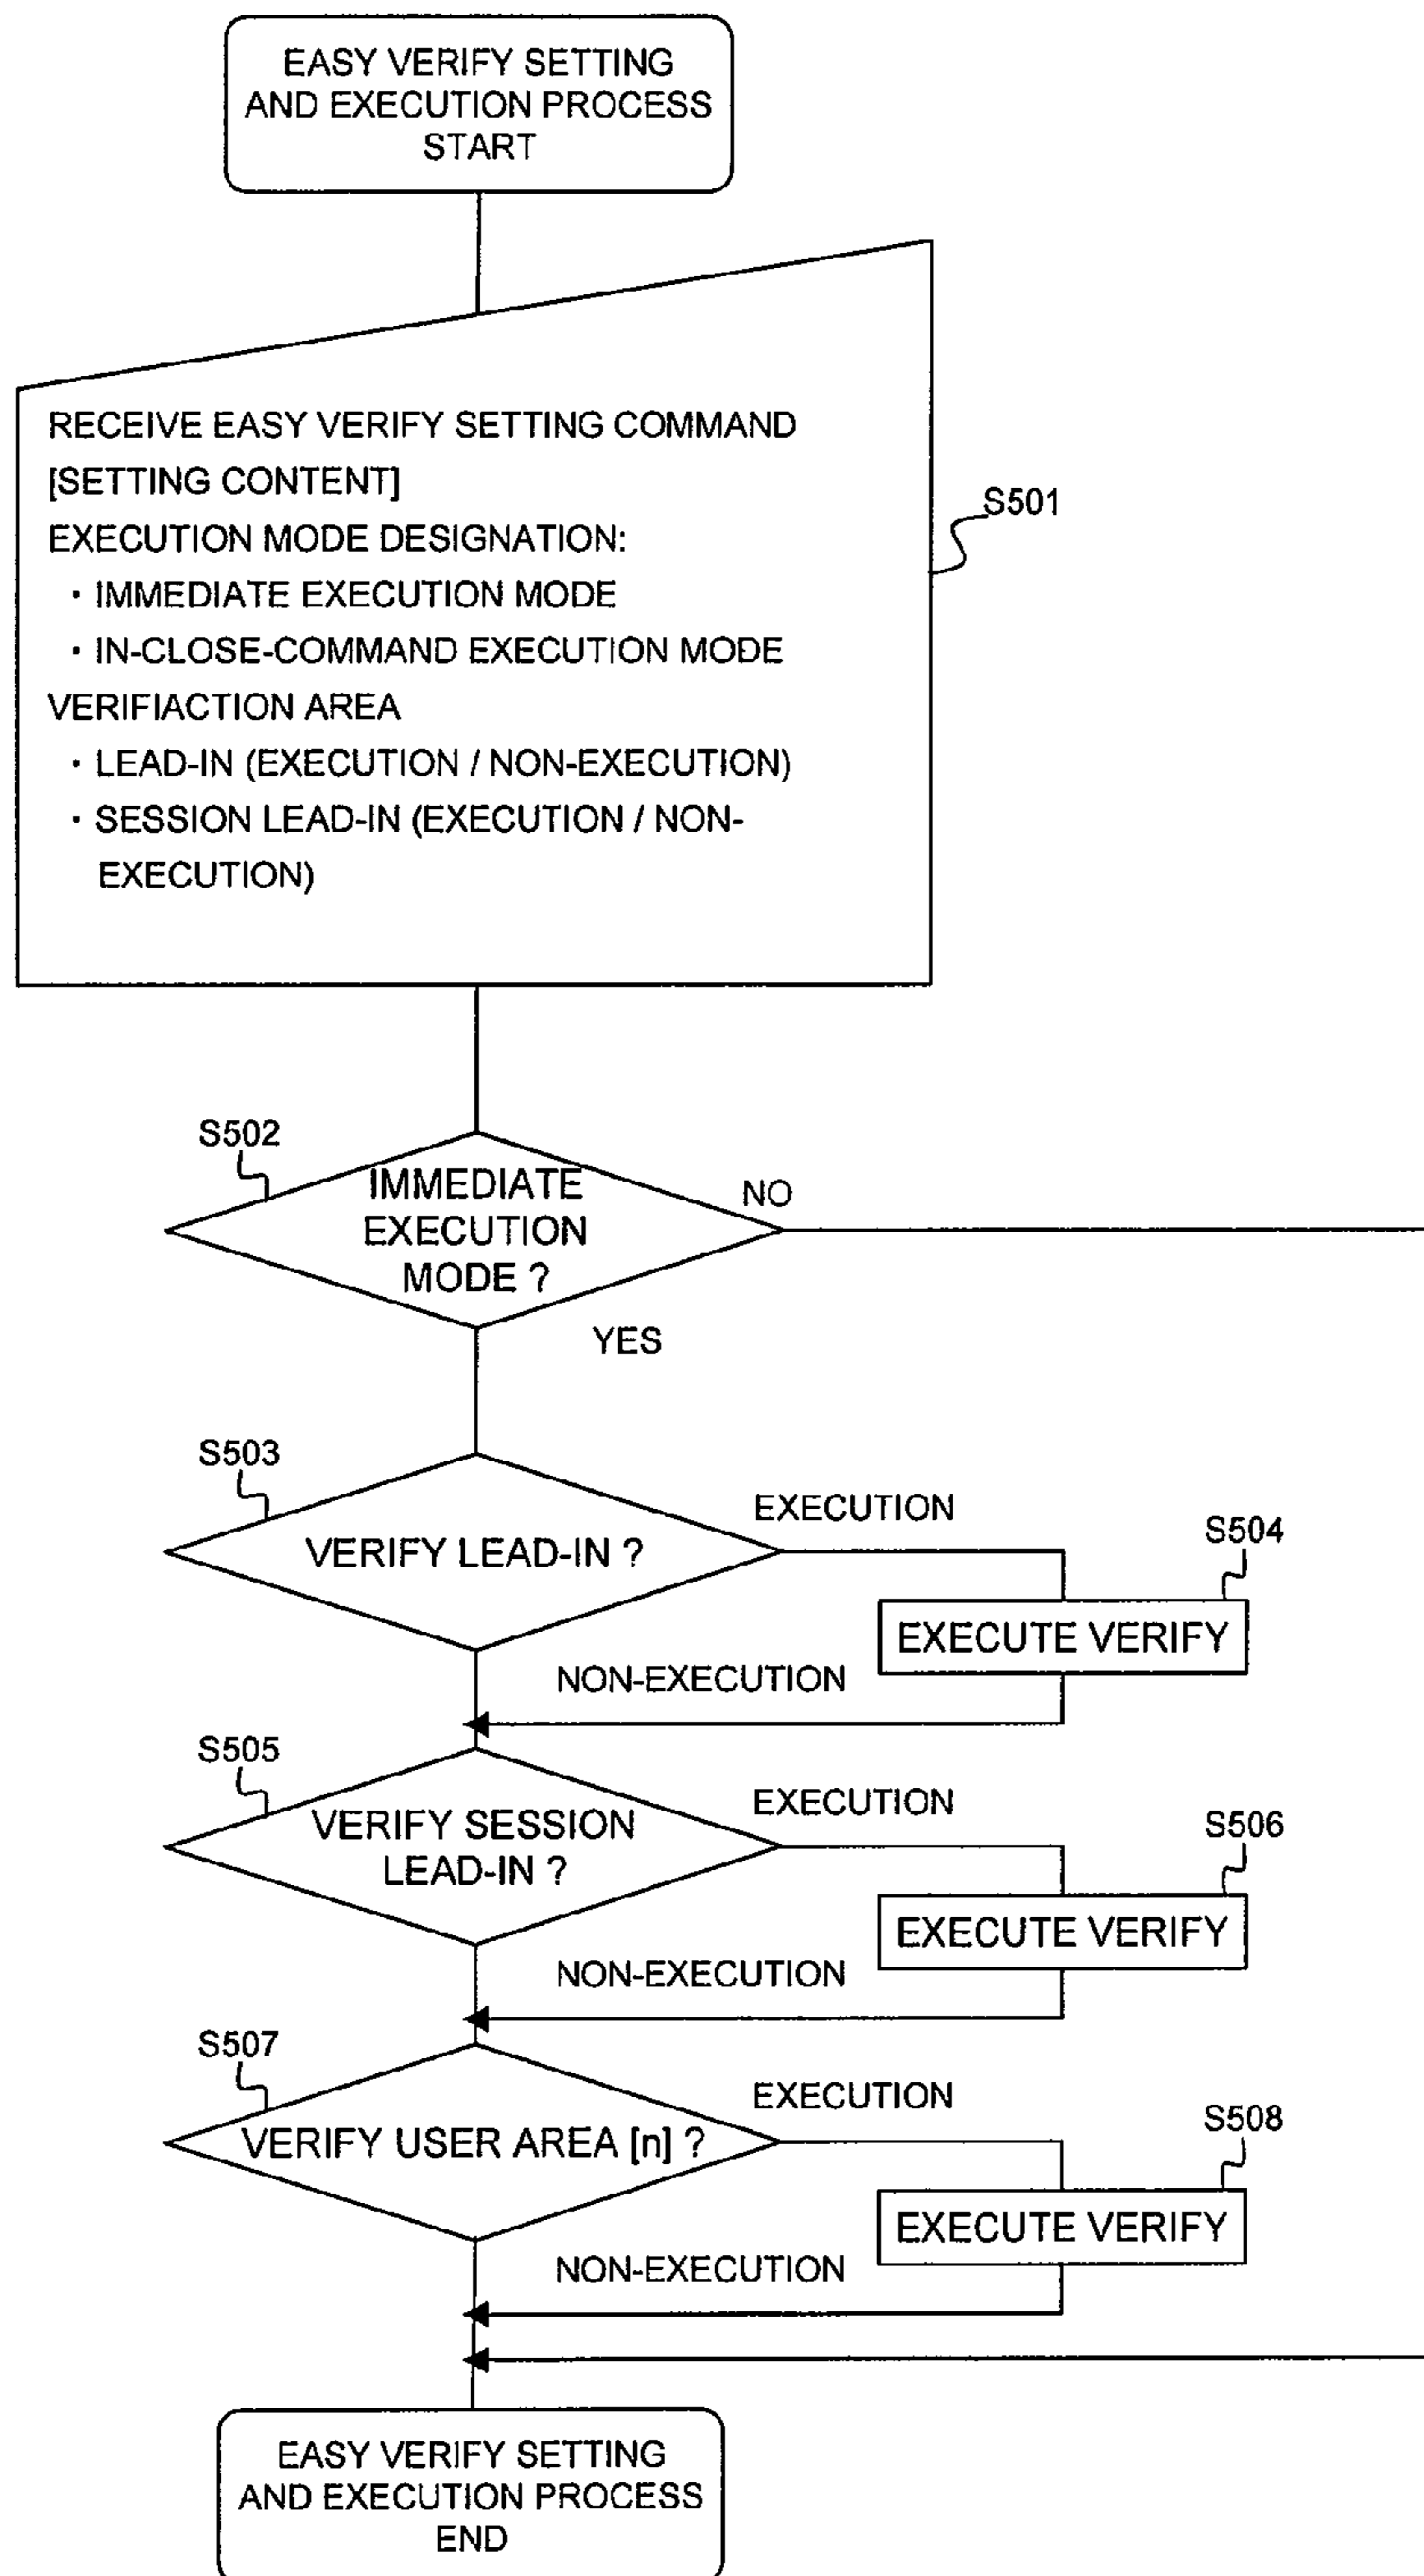 EASY VERIFY SETTING
AND EXECUTION PROCESS
START
RECEIVE EASY VERIFY SETTING COMMAND
[SETTING CONTENT]
EXECUTION MODE DESIGNATION:
・IMMEDIATE EXECUTION MODE
・IN-CLOSE-COMMAND EXECUTION MODE
VERIFIACTION AREA
・LEAD-IN (EXECUTION / NON-EXECUTION)
・SESSION LEAD-IN (EXECUTION / NON-
EXECUTION)
S501
S502
IMMEDIATE
EXECUTION
MODE ?
NO
YES
S503
VERIFY LEAD-IN ?
EXECUTION
S504
EXECUTE VERIFY
NON-EXECUTION
S505
VERIFY SESSION
LEAD-IN ?
EXECUTION
S506
EXECUTE VERIFY
NON-EXECUTION
S507
VERIFY USER AREA [n] ?
EXECUTION
S508
EXECUTE VERIFY
NON-EXECUTION
EASY VERIFY SETTING
AND EXECUTION PROCESS
END